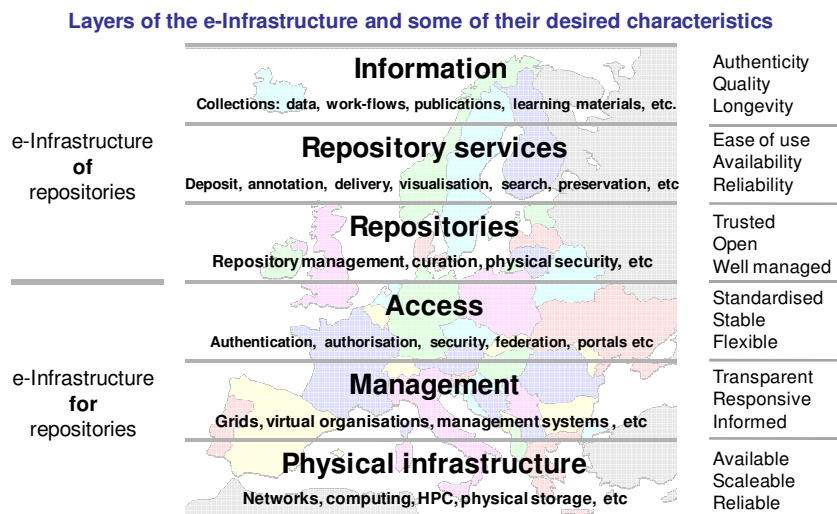 Layers of the e-Infrastructure and some of their desired characteristics
Information
Collections: data, work-flows, publications, learning materials, etc.
Authenticity
Quality
Longevity
e-Infrastructure
of
repositories
Repository services
Deposit, annotation, delivery, visualisation, search, preservation, etc
Ease of use
Availability
Reliability
Repositories
Repository management, curation, physical security, etc
Trusted
Open
Well managed
Access
Authentication, authorisation, security, federation, portals etc
Standardised
Stable
Flexible
e-Infrastructure
for
repositories
Management
Grids, virtual organisations, management systems , etc
Transparent
Responsive
Informed
Physical infrastructure
Networks, computing, HPC, physical storage, etc
Available
Scaleable
Reliable